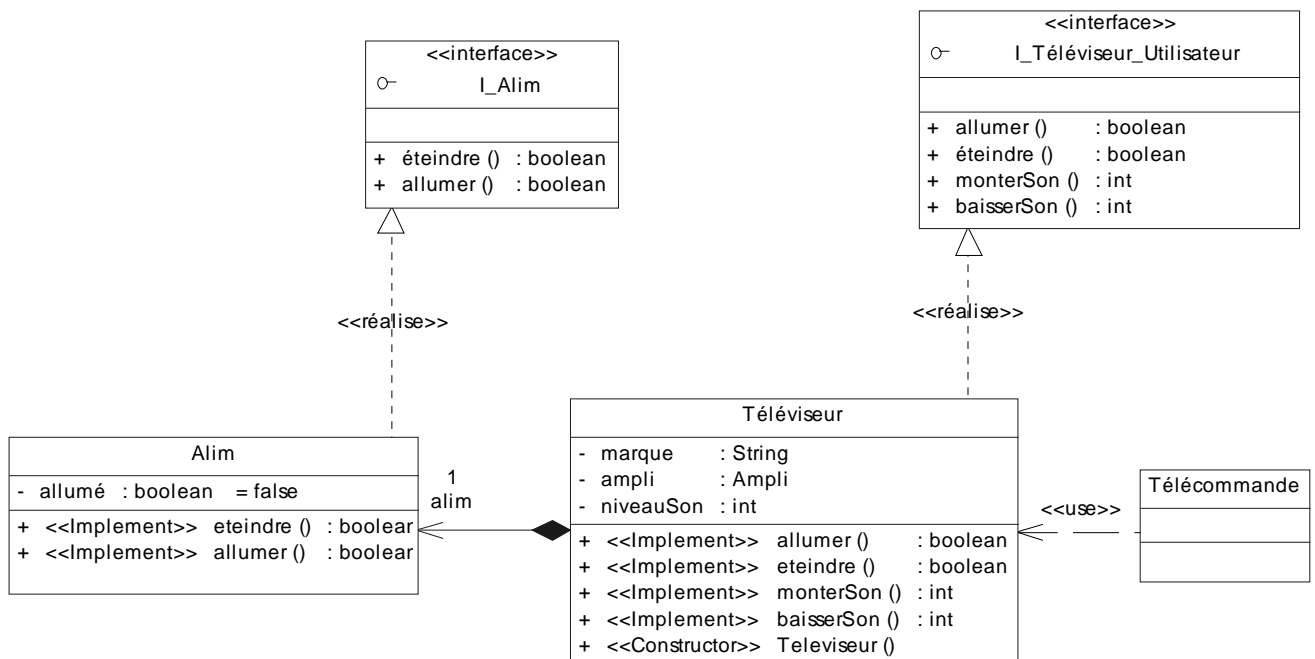 <<interface>>
I_Alim
+ éteindre () : boolean
+ allumer () : boolean
<<interface>>
I_Téléviseur_Utilisateur
+ allumer () : boolean
+ éteindre () : boolean
+ monterSon () : int
+ baisserSon () : int
<<réalise>>
<<réalise>>
Alim
- allumé : boolean = false
+ <<Implement>> eteindre () : boolear
+ <<Implement>> allumer () : boolear
1
alim
Téléviseur
- marque : String
- ampli : Ampli
- niveauSon : int
+ <<Implement>> allumer () : boolean
+ <<Implement>> eteindre () : boolean
+ <<Implement>> monterSon () : int
+ <<Implement>> baisserSon () : int
+ <<Constructor>> Televiseur ()
<<use>>
Télécommande